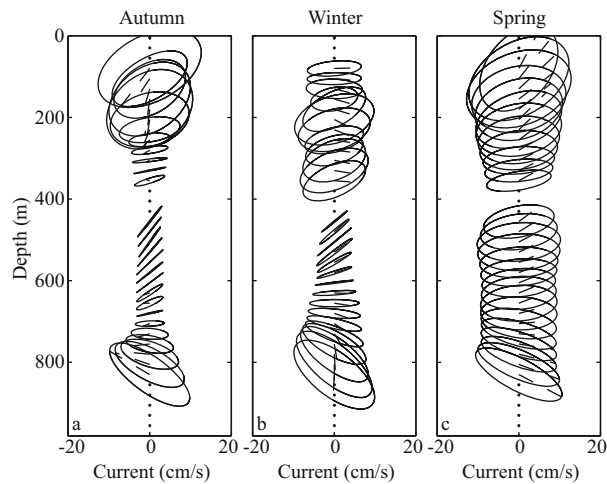 Autumn Winter Spring
0
200
400
600
800
Depth (m)
a b c
-20 0 20 -20 0 20 -20 0 20
Current (cm/s) Current (cm/s) Current (cm/s)